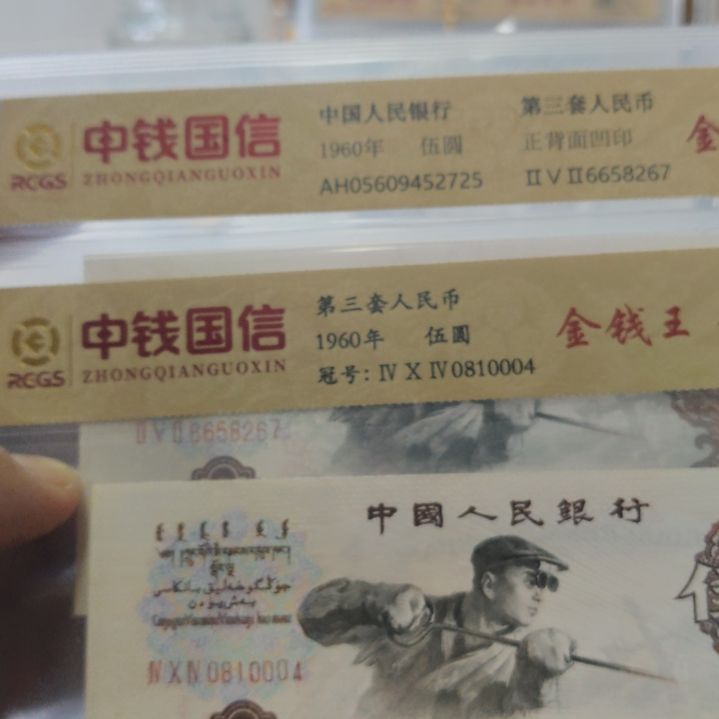 中钱国信
RCGS ZHONGQIANGUOXIN
中国人民银行 第三套人民币
1960年 伍圆 正背面凹印
AH05609452725 ⅡⅤⅡ6658267
金
中钱国信
RCGS ZHONGQIANGUOXIN
第三套人民币
1960年 伍圆
冠号: ⅣⅩⅣ0810004
金钱王
ⅡⅤⅡ6658267
中國人民銀行
ⅣⅩⅣ0810004